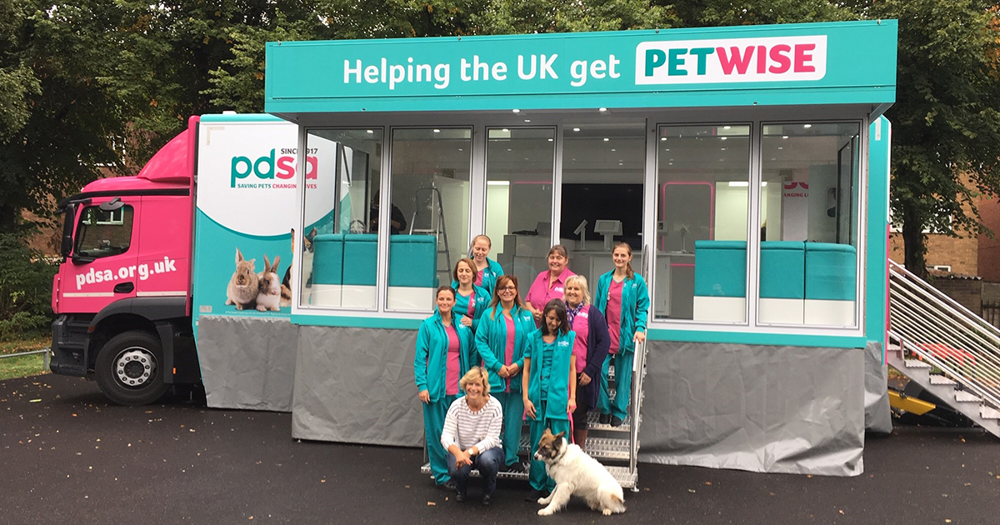 Helping the UK get PETWISE
SINCE 1917
pdsa
SAVING PETS CHANGING LIVES
pdsa.org.uk